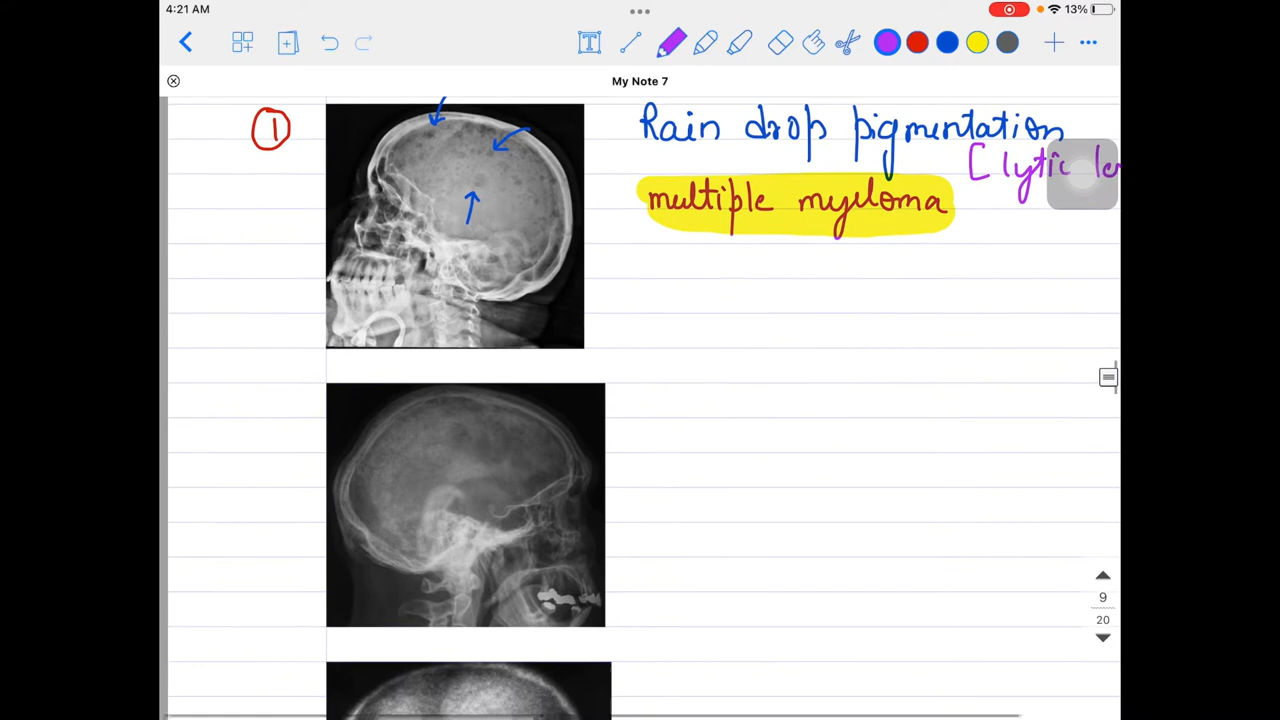 4:21 AM
13%
T
My Note 7
1
Rain drop pigmentation
[ lytic le
multiple myeloma
9
20